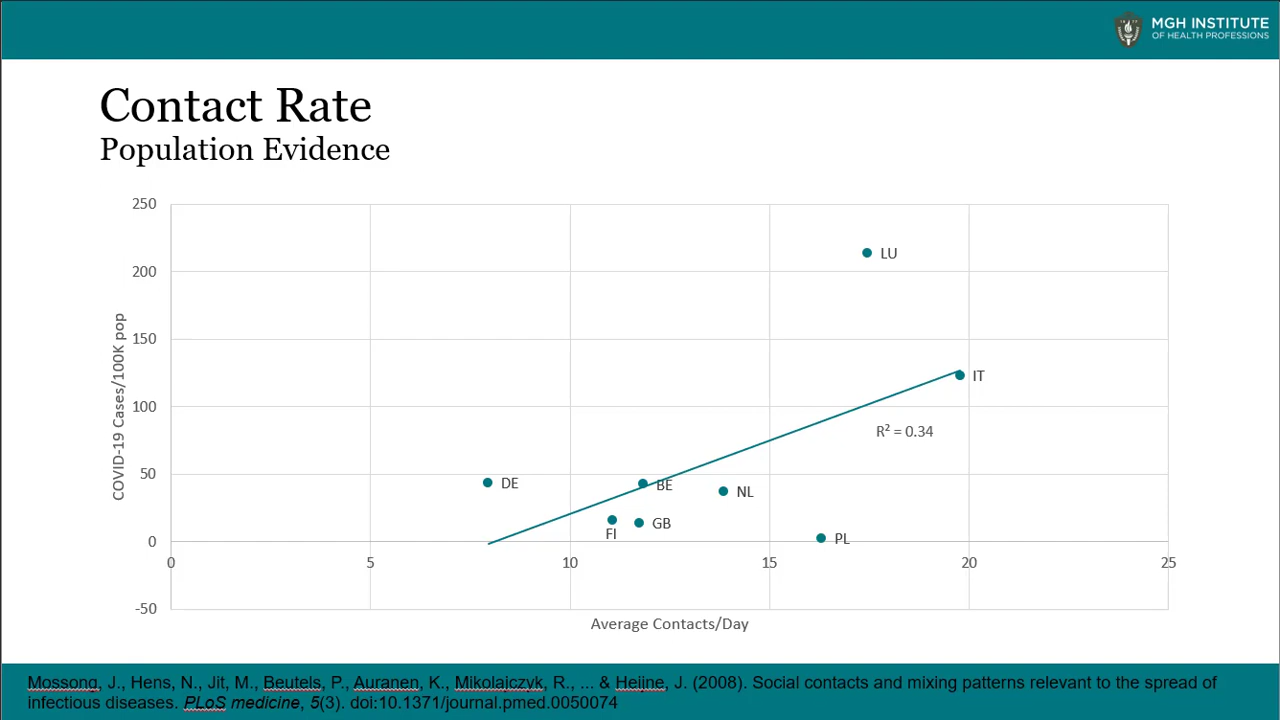 MGH INSTITUTE
OF HEALTH PROFESSIONS
Contact Rate
Population Evidence
250
200
150
100
50
0
-50
COVID-19 Cases/100K pop
LU
IT
R² = 0.34
DE
BE
NL
FI
GB
PL
0 5 10 15 20 25
Average Contacts/Day
Mossong, J., Hens, N., Jit, M., Beutels, P., Auranen, K., Mikolajczyk, R., ... & Heijne, J. (2008). Social contacts and mixing patterns relevant to the spread of
infectious diseases. PLoS medicine, 5(3). doi:10.1371/journal.pmed.0050074